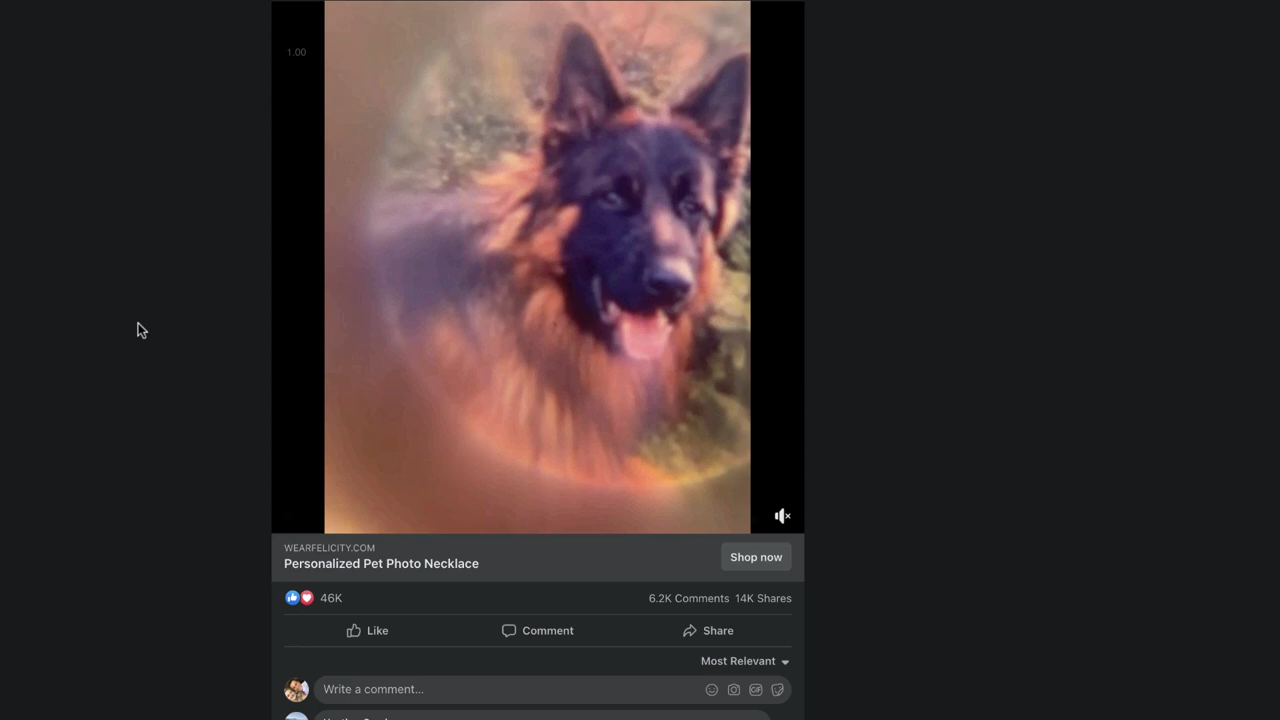 1.00
WEARFELICITY.COM
Personalized Pet Photo Necklace
Shop now
46K
6.2K Comments 14K Shares
Like
Comment
Share
Most Relevant
Write a comment...
GIF